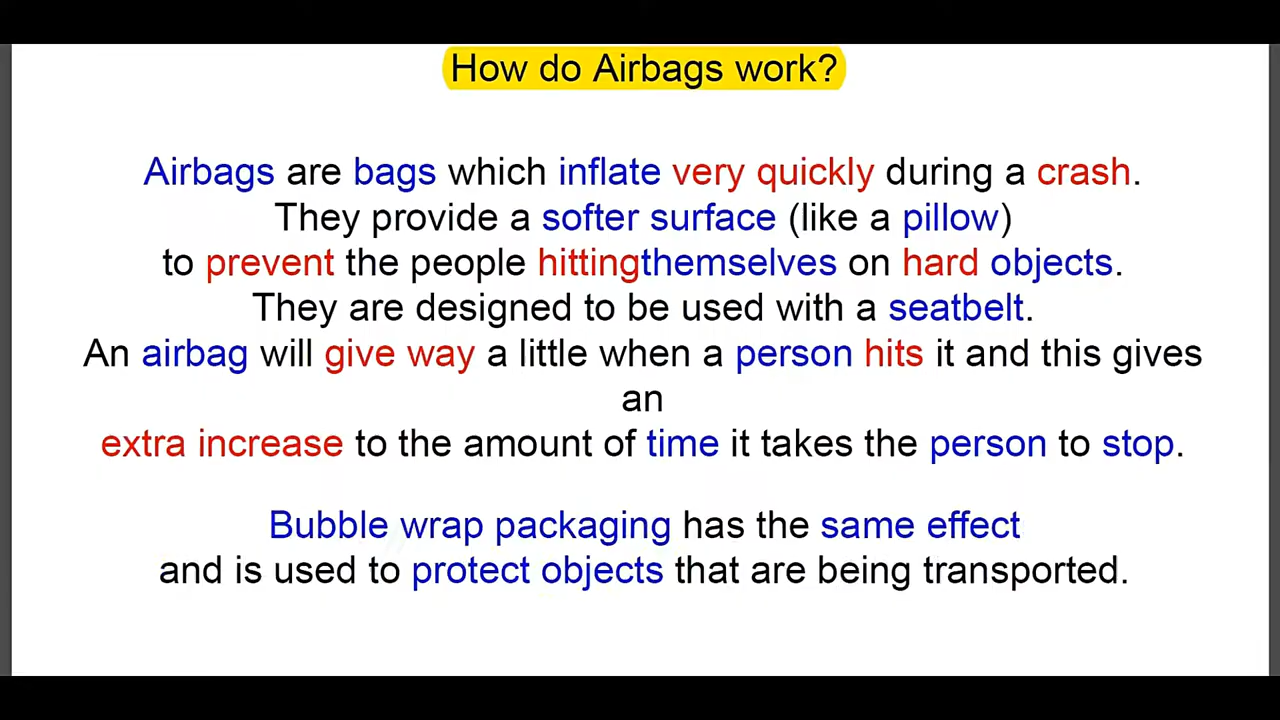 How do Airbags work?
Airbags are bags which inflate very quickly during a crash.
They provide a softer surface (like a pillow)
to prevent the people hittingthemselves on hard objects.
They are designed to be used with a seatbelt.
An airbag will give way a little when a person hits it and this gives
an
extra increase to the amount of time it takes the person to stop.
Bubble wrap packaging has the same effect
and is used to protect objects that are being transported.